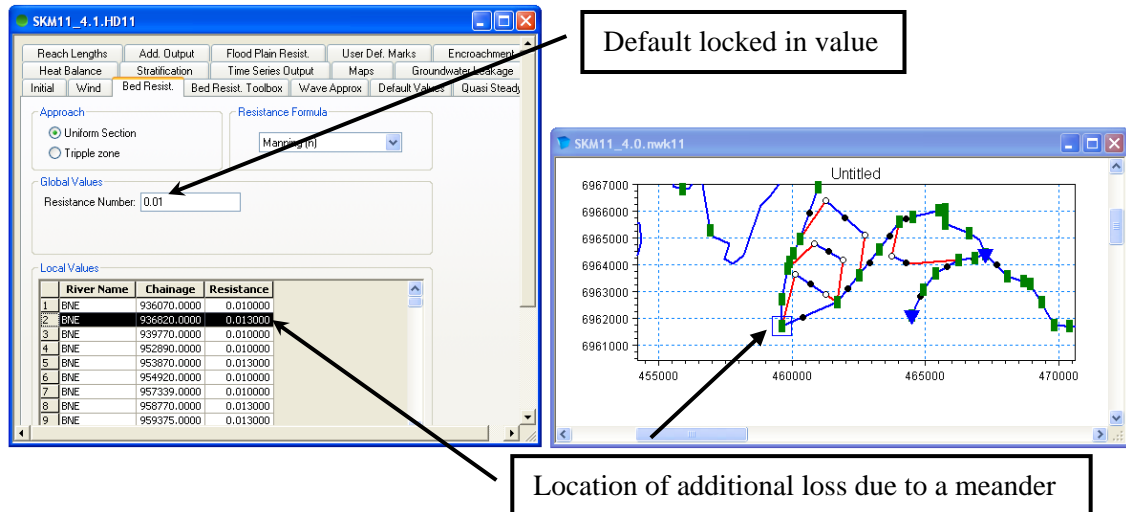 SKM11_4.1.HD11
Default locked in value
Reach Lengths Add. Output Flood Plain Resist. User Def. Marks Encroachment
Heat Balance Stratification Time Series Output Maps Groundwater Leakage
Initial Wind Bed Resist. Bed Resist. Toolbox Wave Approx Default Values Quasi Steady
Approach
Uniform Section
Tripple zone
Resistance Formula
Manning (n)
Global Values
Resistance Number: 0.01
Local Values
River Name Chainage Resistance
1 BNE 936070.0000 0.010000
2 BNE 936820.0000 0.013000
3 BNE 939770.0000 0.010000
4 BNE 952890.0000 0.010000
5 BNE 953870.0000 0.013000
6 BNE 954920.0000 0.010000
7 BNE 957339.0000 0.010000
8 BNE 958770.0000 0.013000
9 BNE 959375.0000 0.013000
SKM11_4.0.nwk11
Untitled
6967000
6966000
6965000
6964000
6963000
6962000
6961000
455000 460000 465000 470000
Location of additional loss due to a meander